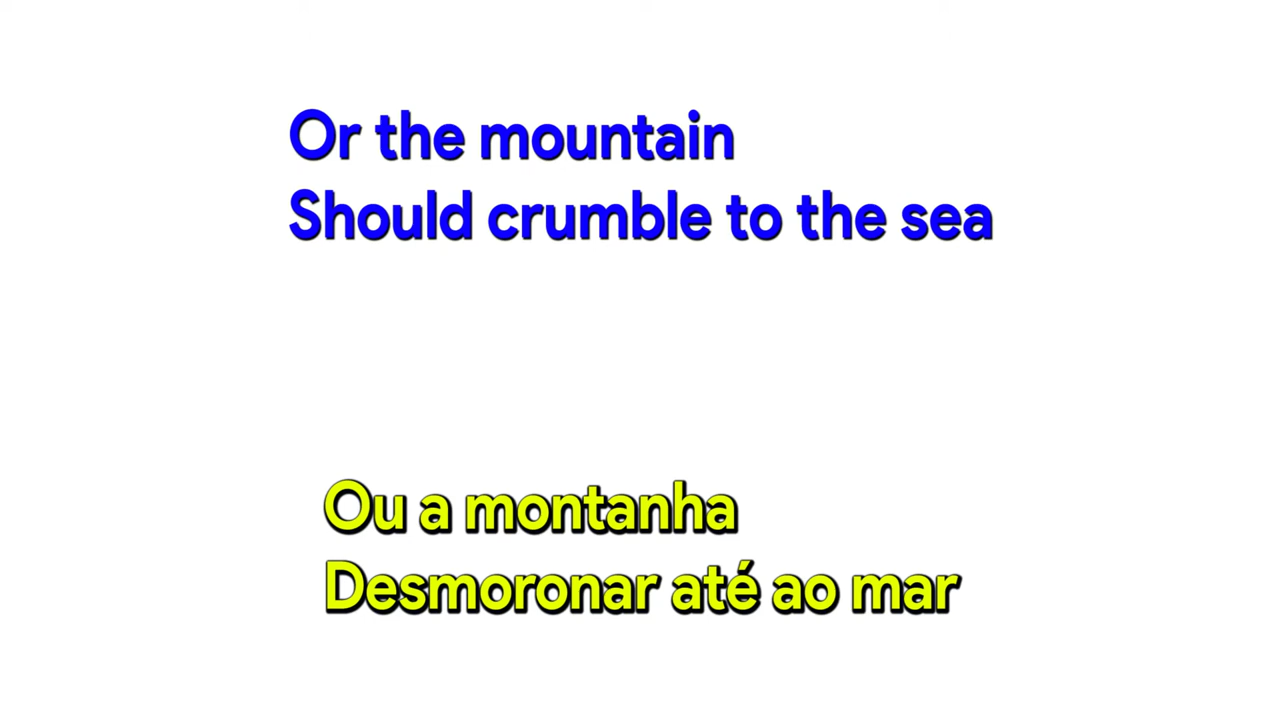 Or the mountain
Should crumble to the sea
Ou a montanha
Desmoronar até ao mar